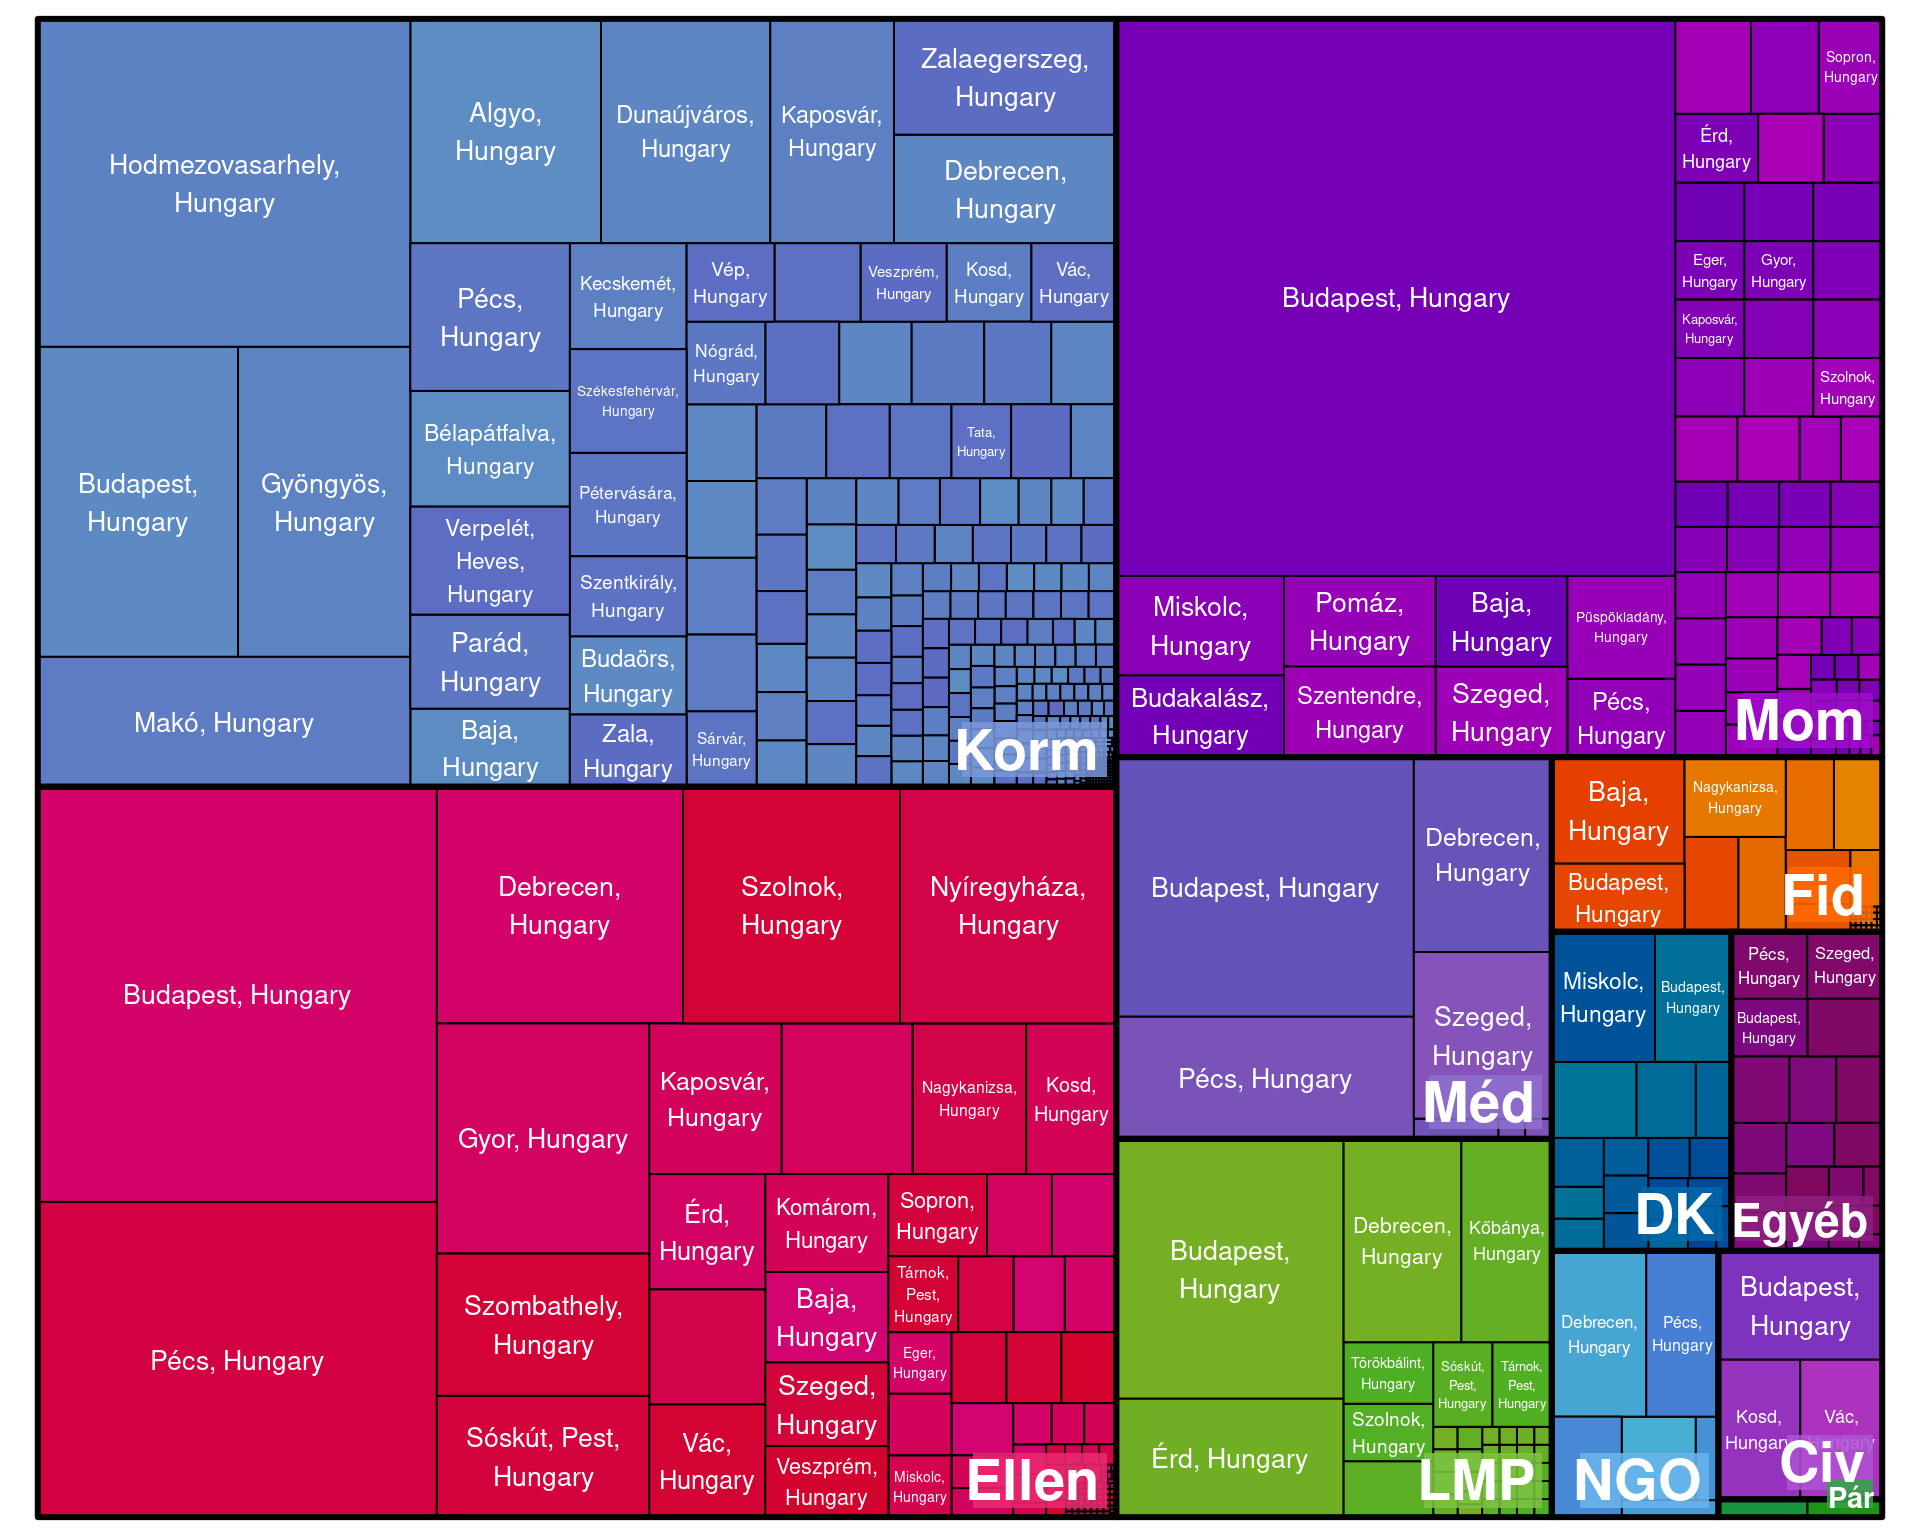 Hodmezovasarhely,
Hungary
Budapest,
Hungary
Gyöngyös,
Hungary
Makó, Hungary
Algyo,
Hungary
Dunaújváros,
Hungary
Kaposvár,
Hungary
Zalaegerszeg,
Hungary
Debrecen,
Hungary
Pécs,
Hungary
Bélapátfalva,
Hungary
Verpelét,
Heves,
Hungary
Parád,
Hungary
Baja,
Hungary
Kecskemét,
Hungary
Székesfehérvár,
Hungary
Pétervására,
Hungary
Szentkirály,
Hungary
Budaörs,
Hungary
Zala,
Hungary
Vép,
Hungary
Veszprém,
Hungary
Kosd,
Hungary
Vác,
Hungary
Nógrád,
Hungary
Tata,
Hungary
Sárvár,
Hungary
Korm
Budapest, Hungary
Miskolc,
Hungary
Budakalász,
Hungary
Pomáz,
Hungary
Szentendre,
Hungary
Baja,
Hungary
Szeged,
Hungary
Püspökladány,
Hungary
Pécs,
Hungary
Sopron,
Hungary
Érd,
Hungary
Eger,
Hungary
Gyor,
Hungary
Kaposvár,
Hungary
Szolnok,
Hungary
Mom
Budapest, Hungary
Pécs, Hungary
Debrecen,
Hungary
Szolnok,
Hungary
Nyíregyháza,
Hungary
Gyor, Hungary
Szombathely,
Hungary
Sóskút, Pest,
Hungary
Kaposvár,
Hungary
Nagykanizsa,
Hungary
Kosd,
Hungary
Érd,
Hungary
Vác,
Hungary
Komárom,
Hungary
Baja,
Hungary
Szeged,
Hungary
Veszprém,
Hungary
Sopron,
Hungary
Tárnok,
Pest,
Hungary
Eger,
Hungary
Miskolc,
Hungary
Ellen
Budapest, Hungary
Pécs, Hungary
Debrecen,
Hungary
Szeged,
Hungary
Méd
Baja,
Hungary
Budapest,
Hungary
Nagykanizsa,
Hungary
Fid
Miskolc,
Hungary
Budapest,
Hungary
DK
Pécs,
Hungary
Szeged,
Hungary
Budapest,
Hungary
Egyéb
Budapest,
Hungary
Érd, Hungary
Debrecen,
Hungary
Kőbánya,
Hungary
Törökbálint,
Hungary
Szolnok,
Hungary
Sóskút,
Pest,
Hungary
Tárnok,
Pest,
Hungary
LMP
Debrecen,
Hungary
Pécs,
Hungary
NGO
Budapest,
Hungary
Kosd,
Hungary
Vác,
Hungary
Civ
Pár